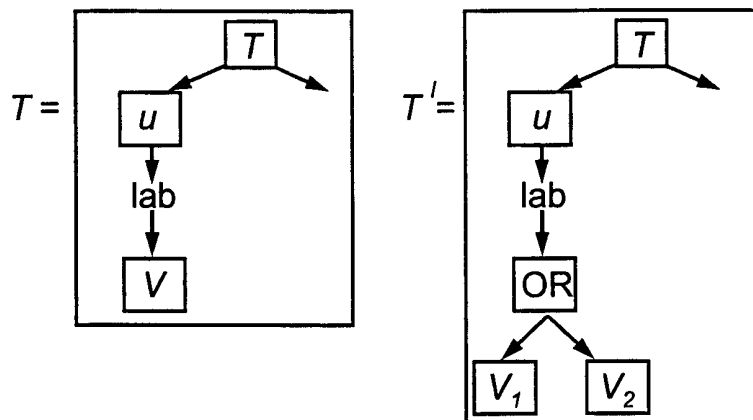 T =
T
u
lab
V
T' =
T
u
lab
OR
V₁ V₂